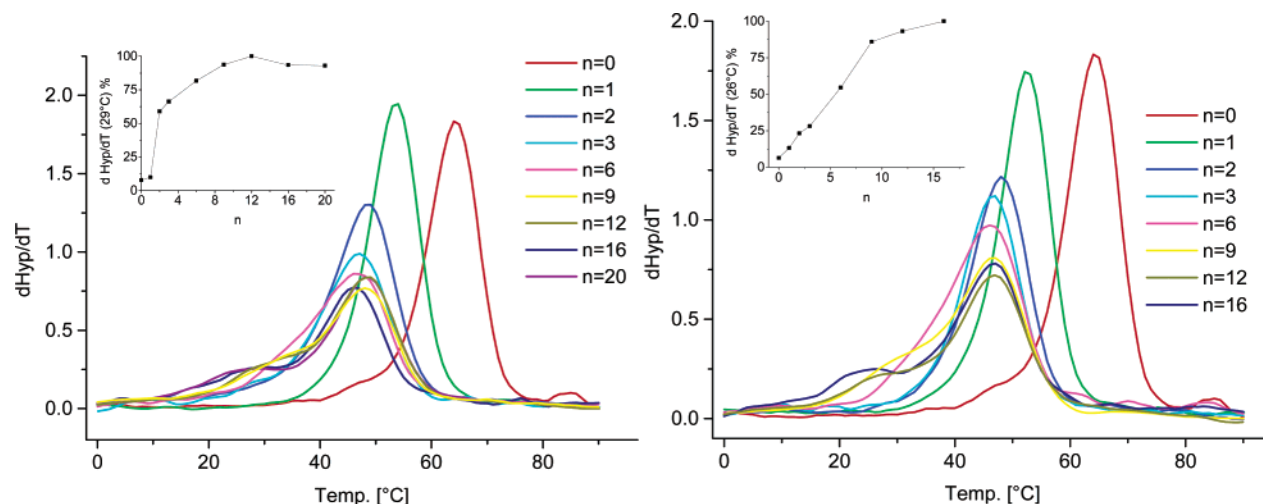 d Hyp/dT (29°C) %
100
75
50
25
0
0 4 8 12 16 20
n
n=0
n=1
n=2
n=3
n=6
n=9
n=12
n=16
n=20
dHyp/dT
2.0
1.5
1.0
0.5
0.0
0 20 40 60 80
Temp. [°C]
d Hyp/dT (26°C) %
100
75
50
25
0
0 5 10 15
n
n=0
n=1
n=2
n=3
n=6
n=9
n=12
n=16
dHyp/dT
2.0
1.5
1.0
0.5
0.0
0 20 40 60 80
Temp. [°C]